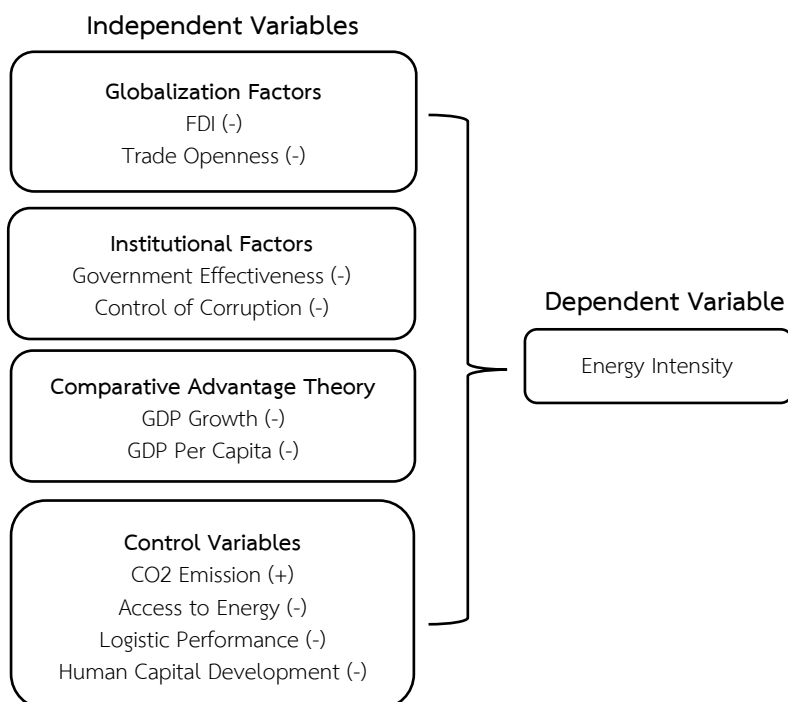 Independent Variables
Globalization Factors
FDI (-)
Trade Openness (-)
Institutional Factors
Government Effectiveness (-)
Control of Corruption (-)
Comparative Advantage Theory
GDP Growth (-)
GDP Per Capita (-)
Control Variables
CO2 Emission (+)
Access to Energy (-)
Logistic Performance (-)
Human Capital Development (-)
Dependent Variable
Energy Intensity